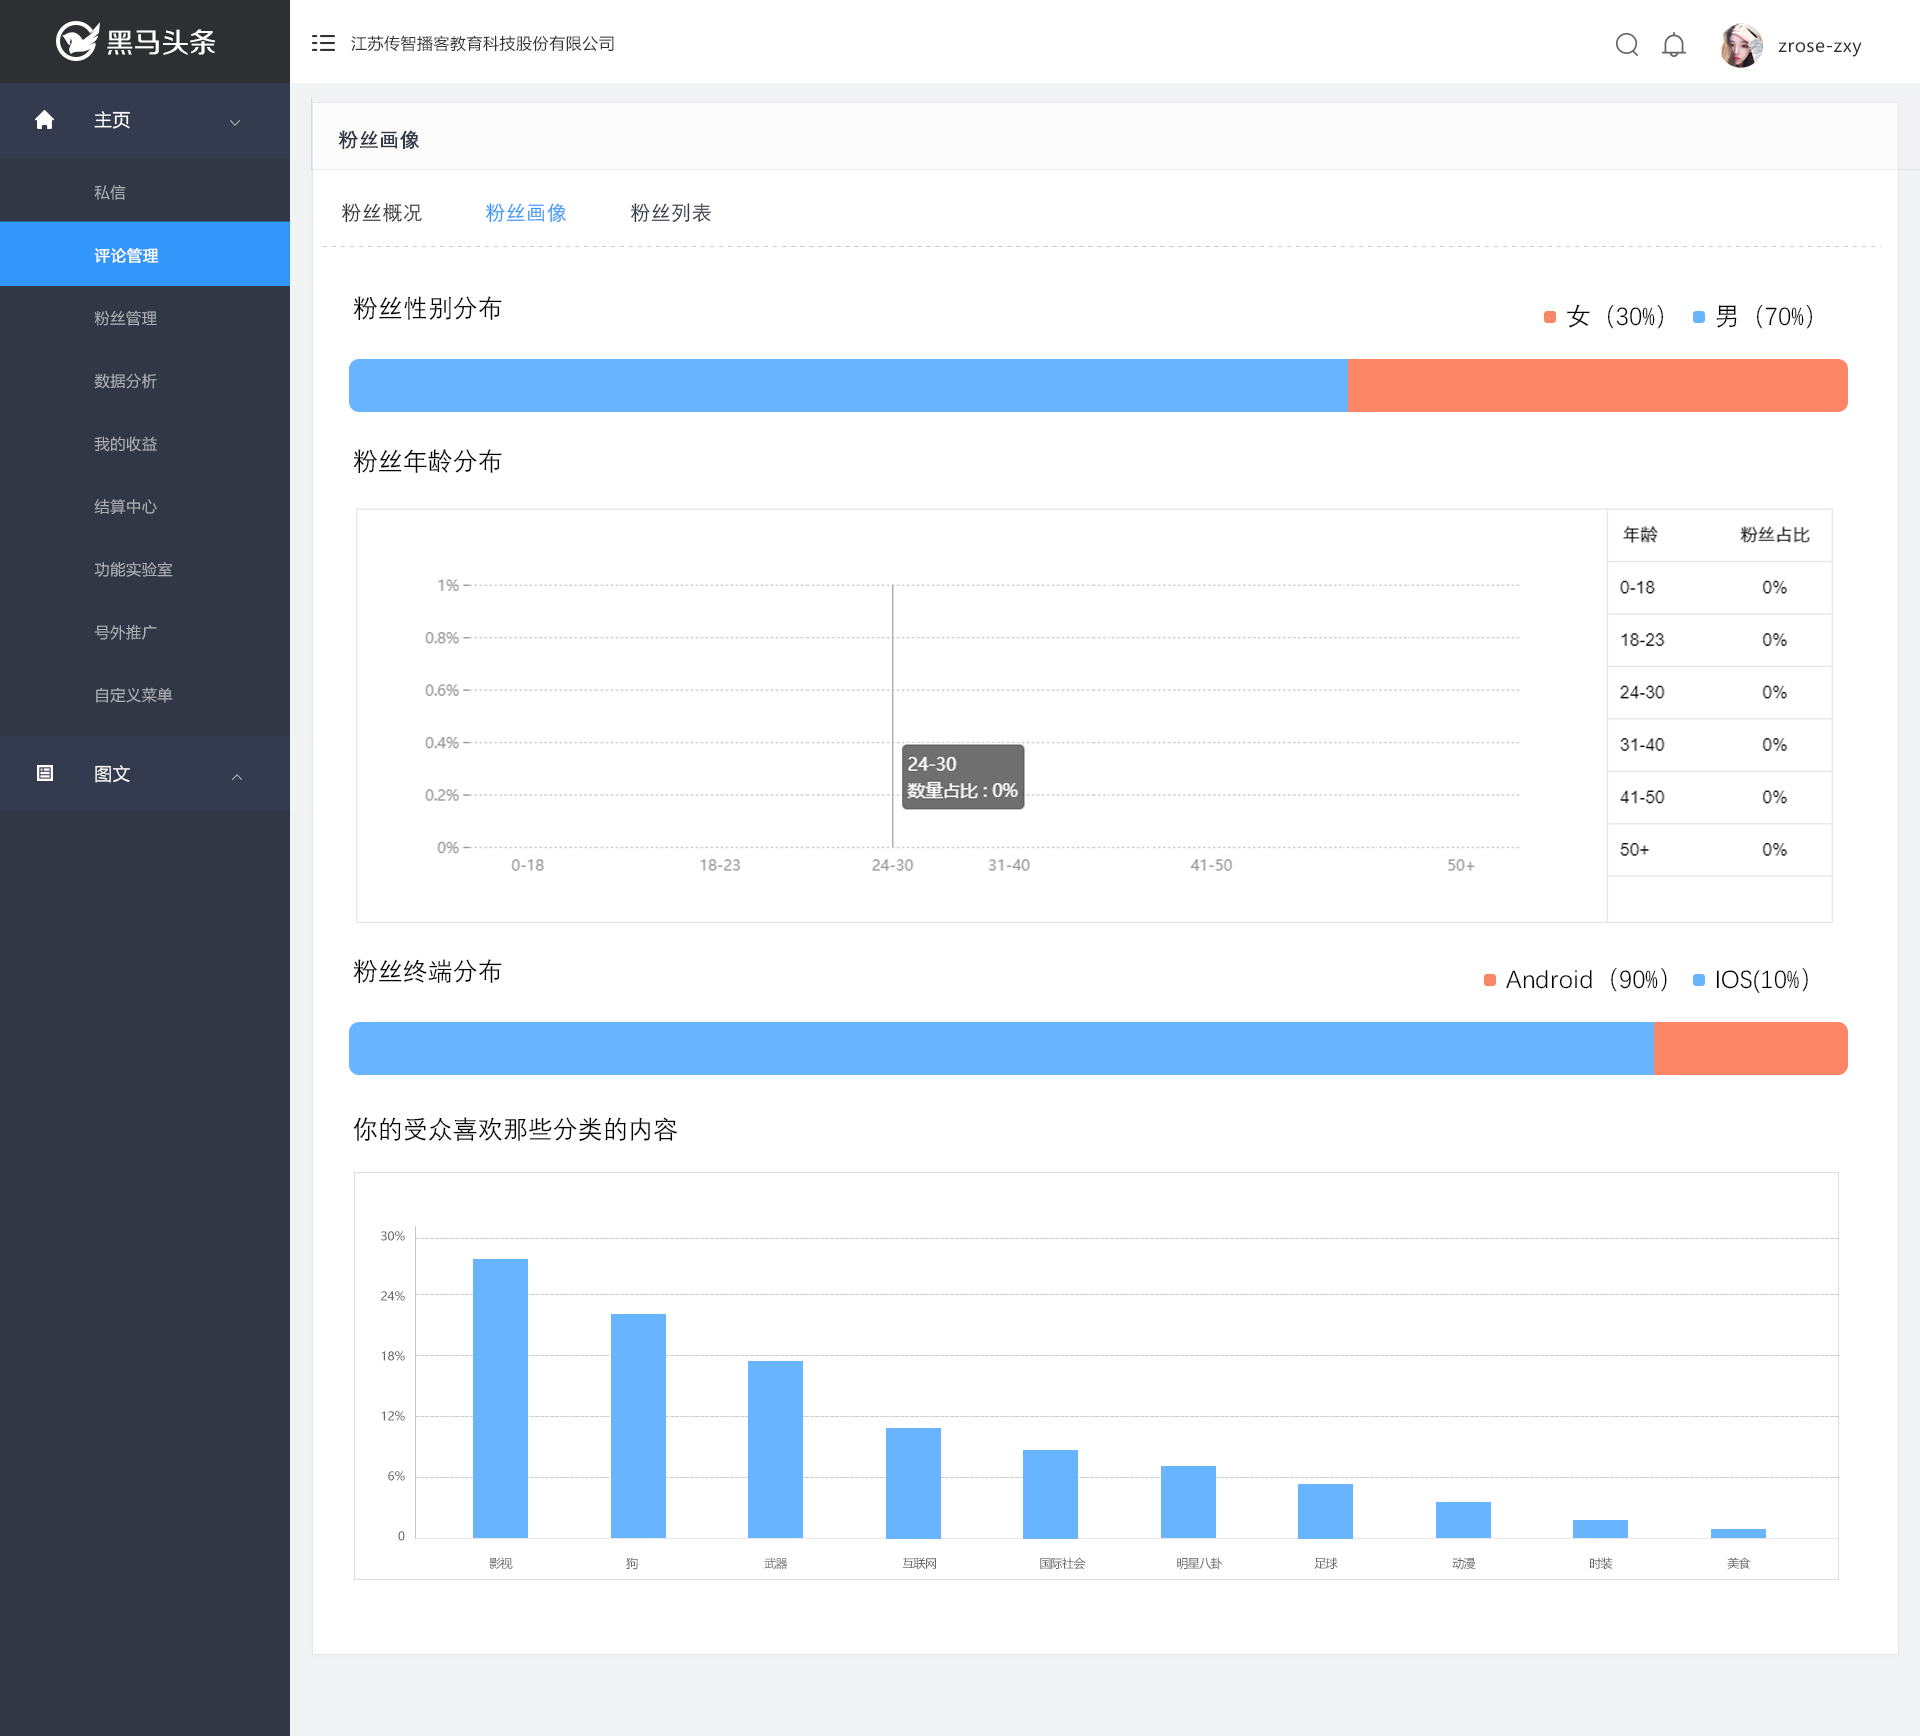 黑马头条
江苏传智播客教育科技股份有限公司
zrose-zxy
主页
私信
评论管理
粉丝管理
数据分析
我的收益
结算中心
功能实验室
号外推广
自定义菜单
图文
粉丝画像
粉丝概况 粉丝画像 粉丝列表
粉丝性别分布
女（30%） 男（70%）
粉丝年龄分布
1%
0.8%
0.6%
0.4%
0.2%
0%
24-30
数量占比 : 0%
0-18 18-23 24-30 31-40 41-50 50+
年龄 粉丝占比
0-18 0%
18-23 0%
24-30 0%
31-40 0%
41-50 0%
50+ 0%
粉丝终端分布
Android（90%） IOS(10%）
你的受众喜欢那些分类的内容
30%
24%
18%
12%
6%
0
影视 狗 武器 互联网 国际社会 明星八卦 足球 动漫 时装 美食